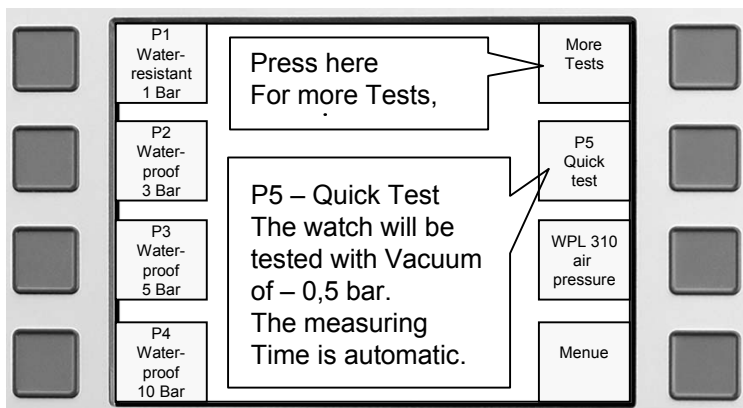 P1
Water-
resistant
1 Bar
P2
Water-
proof
3 Bar
P3
Water-
proof
5 Bar
P4
Water-
proof
10 Bar
Press here
For more Tests,
P5 – Quick Test
The watch will be
tested with Vacuum
of – 0,5 bar.
The measuring
Time is automatic.
More
Tests
P5
Quick
test
WPL 310
air
pressure
Menue